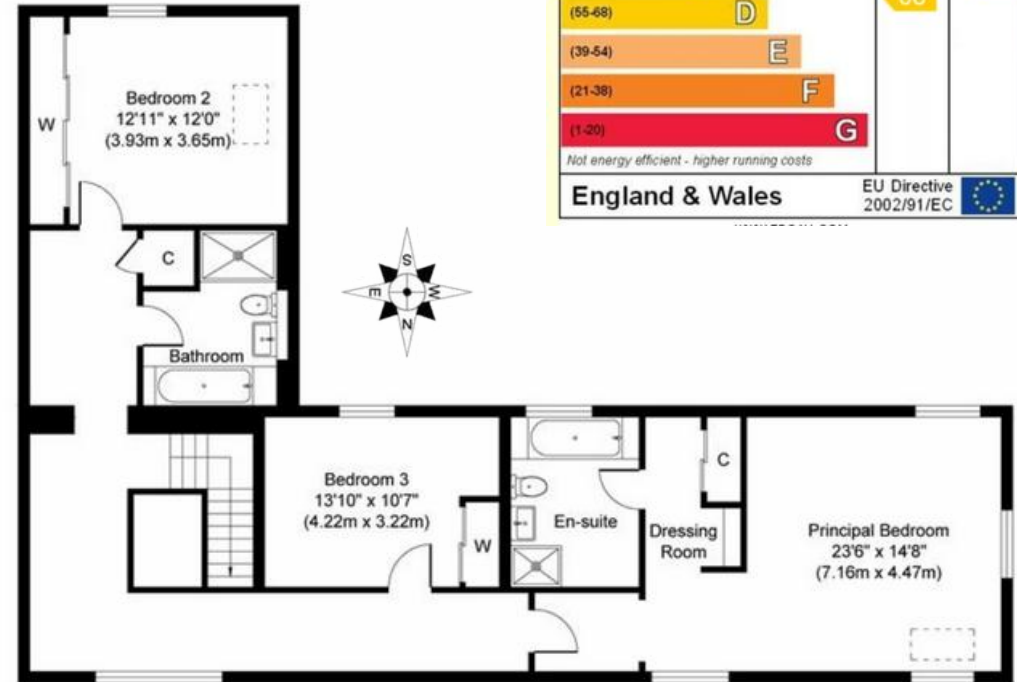 W
Bedroom 2
12'11" x 12'0"
(3.93m x 3.65m)
C
Bathroom
S
E
W
N
Bedroom 3
13'10" x 10'7"
(4.22m x 3.22m)
W
En-suite
C
Dressing
Room
Principal Bedroom
23'6" x 14'8"
(7.16m x 4.47m)
(55-68) D
(39-54) E
(21-38) F
(1-20) G
Not energy efficient - higher running costs
England & Wales
EU Directive
2002/91/EC